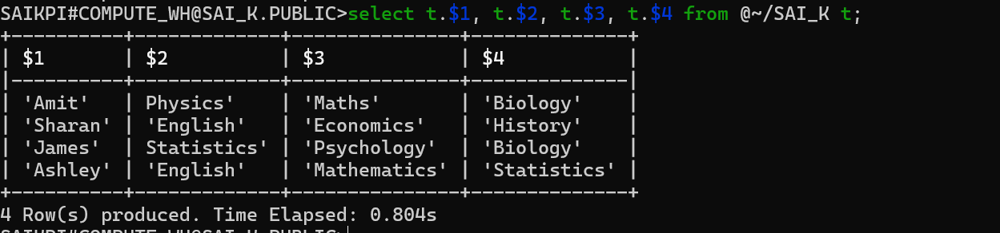 SAIKPI#COMPUTE_WH@SAI_K.PUBLIC>select t.$1, t.$2, t.$3, t.$4 from @~/SAI_K t;
+----------+-------------+---------------+--------------+
| $1       | $2          | $3            | $4           |
|----------+-------------+---------------+--------------|
| 'Amit'   | Physics'    | 'Maths'       | 'Biology'    |
| 'Sharan' | 'English'   | 'Economics'   | 'History'    |
| 'James'  | Statistics' | 'Psychology'  | 'Biology'    |
| 'Ashley' | 'English'   | 'Mathematics' | 'Statistics' |
+----------+-------------+---------------+--------------+
4 Row(s) produced. Time Elapsed: 0.804s
SAIKPI#COMPUTE_WH@SAI_K.PUBLIC>